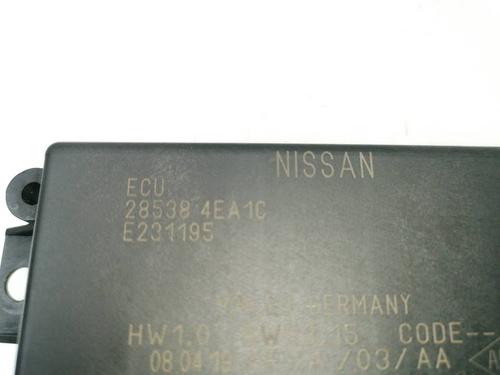 NISSAN
ECU
28538 4EA1C
E231195
GERMANY
HW1.0 CODE--
08.04.19 /03/AA